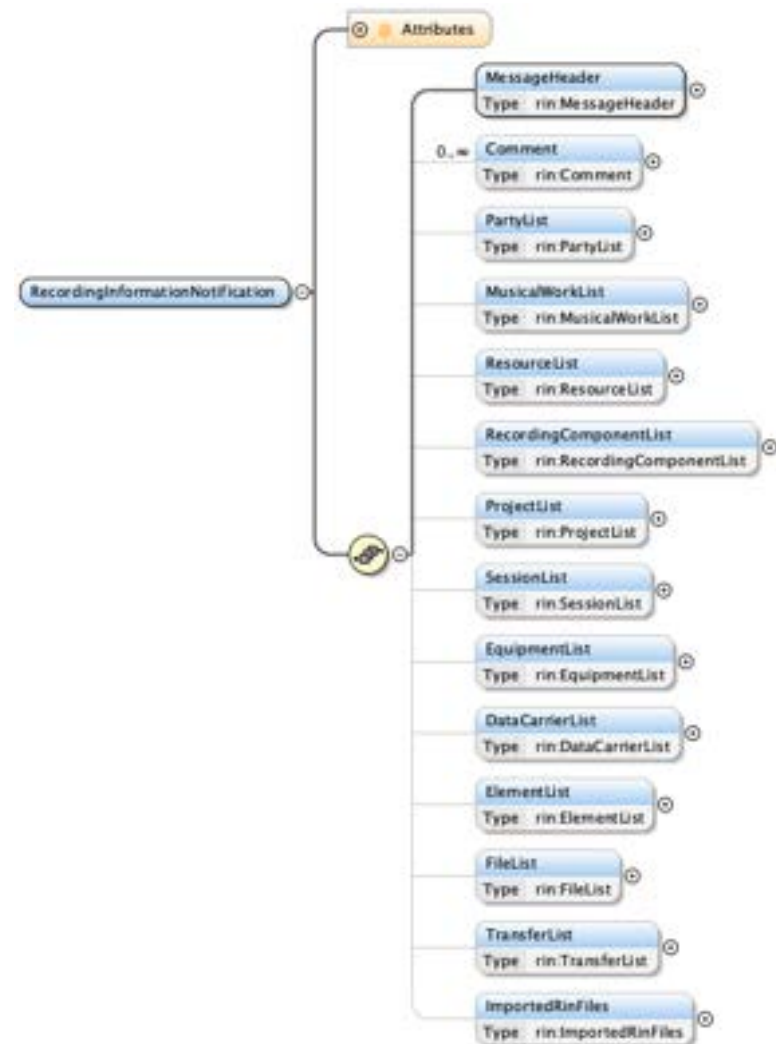 Attributes
MessageHeader
Type rin:MessageHeader
0..∞
Comment
Type rin:Comment
PartyList
Type rin:PartyList
RecordingInformationNotification
MusicalWorkList
Type rin:MusicalWorkList
ResourceList
Type rin:ResourceList
RecordingComponentList
Type rin:RecordingComponentList
ProjectList
Type rin:ProjectList
SessionList
Type rin:SessionList
EquipmentList
Type rin:EquipmentList
DataCarrierList
Type rin:DataCarrierList
ElementList
Type rin:ElementList
FileList
Type rin:FileList
TransferList
Type rin:TransferList
ImportedRinFiles
Type rin:ImportedRinFiles